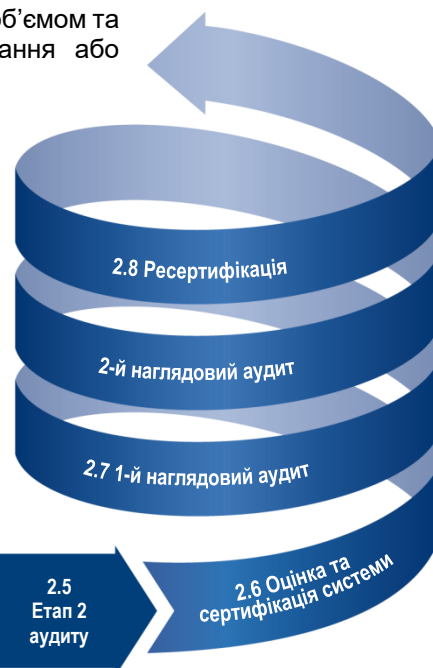 об’ємом та
ання або
2.8 Ресертифікація
2-й наглядовий аудит
2.7 1-й наглядовий аудит
2.6 Оцінка та
сертифікація системи
2.5
Етап 2
аудиту